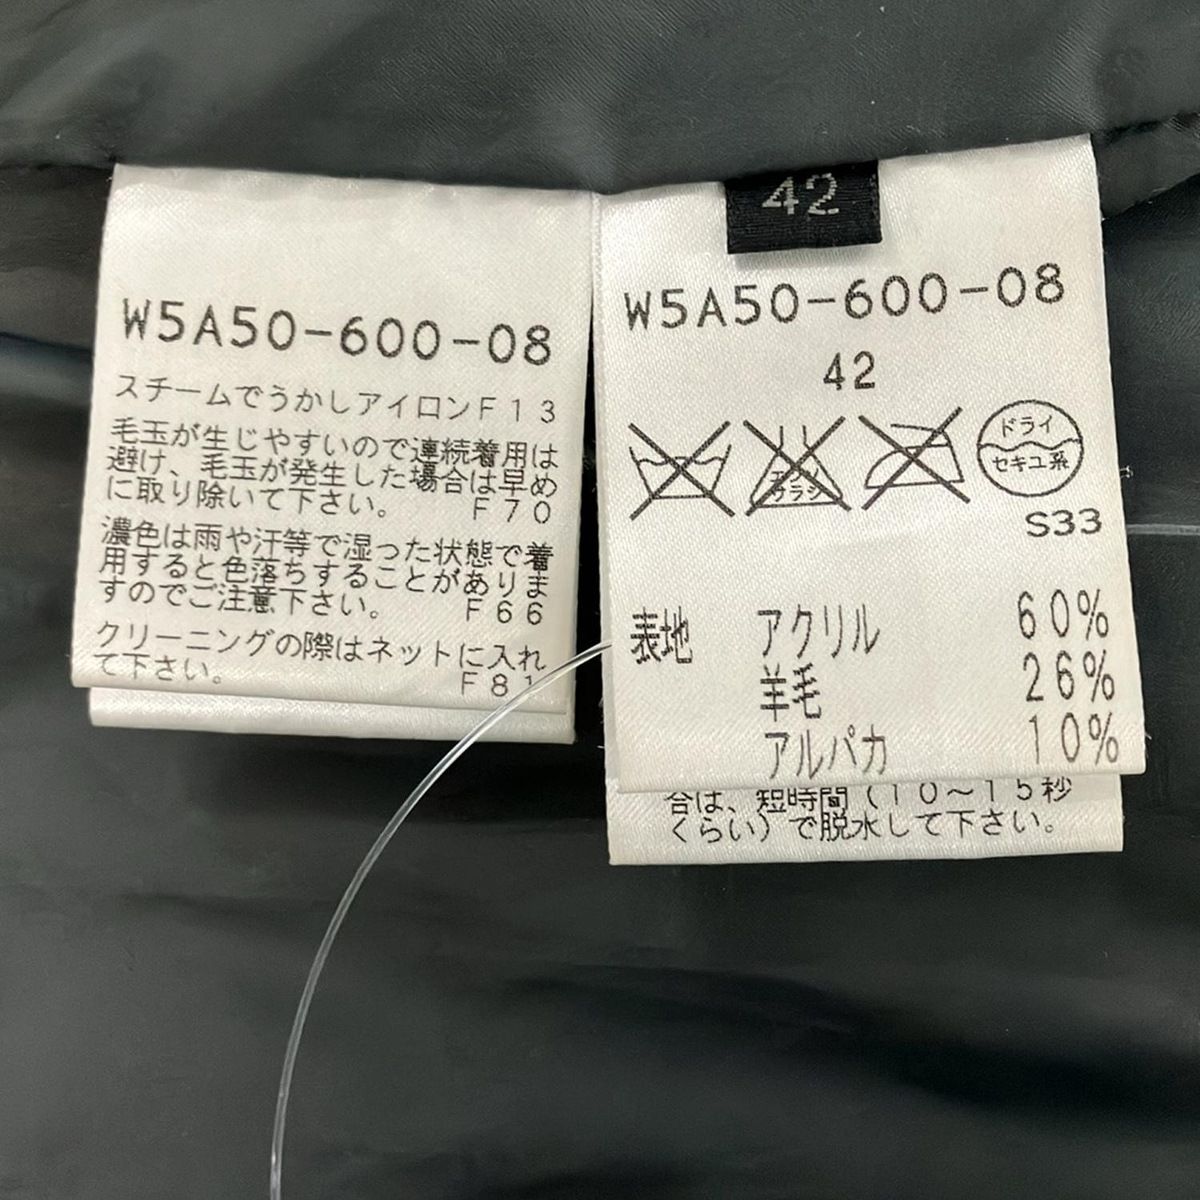 W5A50-600-08
スチームでうかしアイロンF13
毛玉が生じやすいので連続着用は
避け、毛玉が発生した場合は早め
に取り除いて下さい。 F70
濃色は雨や汗等で湿った状態で着
用すると色落ちすることがありま
すのでご注意下さい。 F66
クリーニングの際はネットに入れ
て下さい。 F81
42
W5A50-600-08
42
エンソ
サラシ
ドライ
セキユ系
S33
表地 アクリル 60%
羊毛 26%
アルパカ 10%
合は、短時間(10～15秒
くらい)で脱水して下さい。